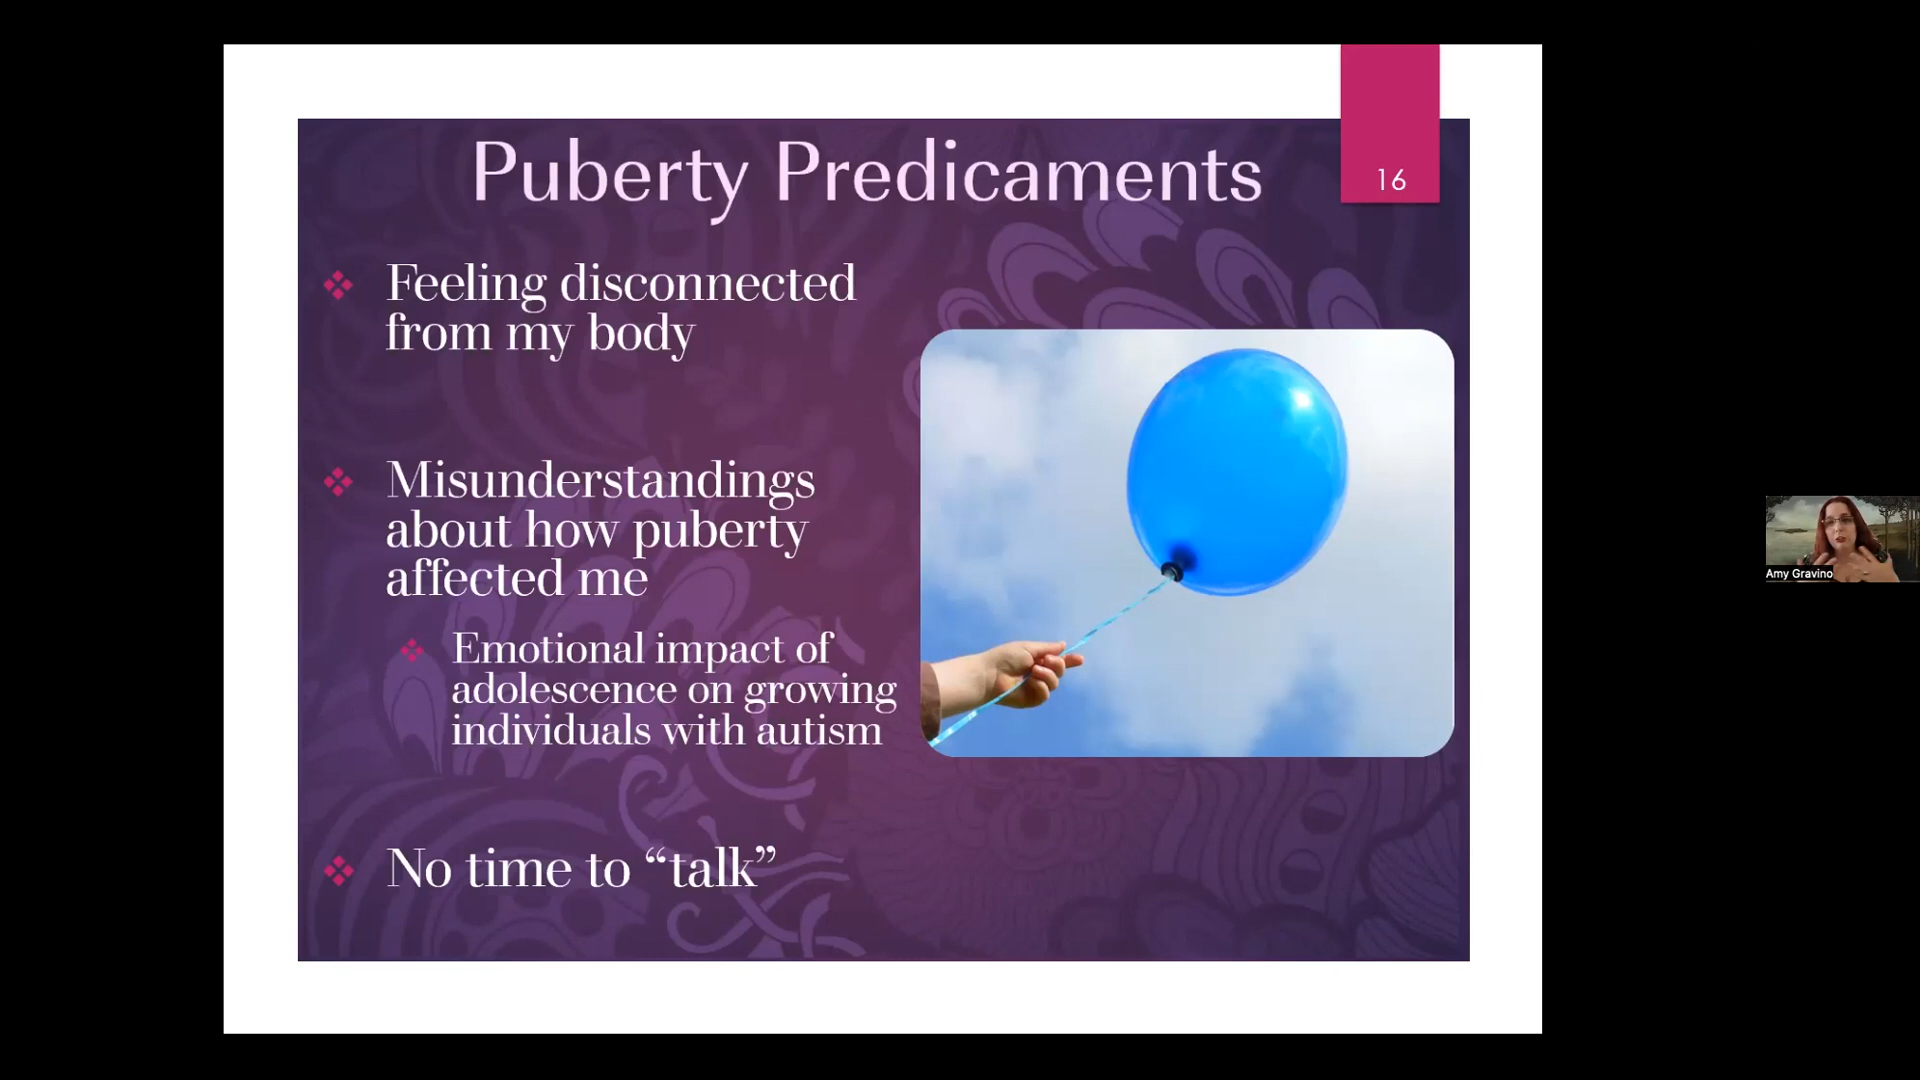 Puberty Predicaments
16
Feeling disconnected
from my body
Misunderstandings
about how puberty
affected me
Emotional impact of
adolescence on growing
individuals with autism
No time to “talk”
Amy Gravino